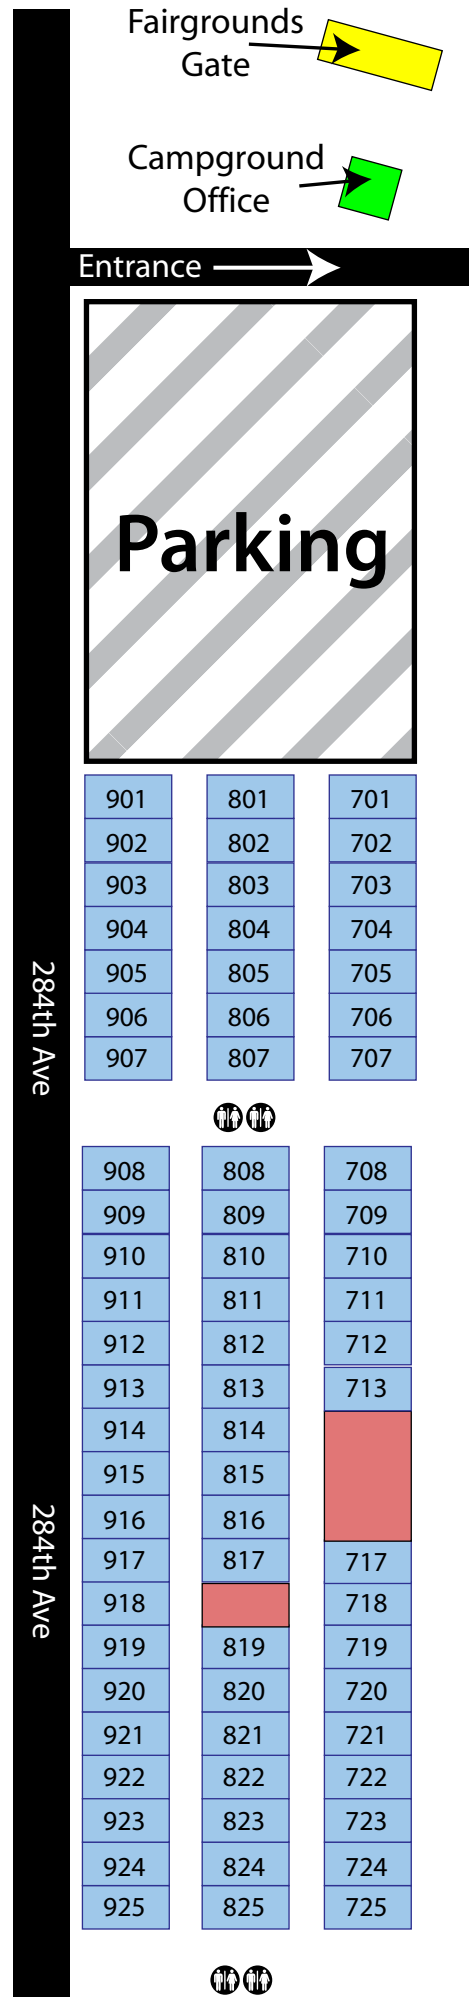 Fairgrounds
Gate
Campground
Office
Entrance
Parking
901 801 701
902 802 702
903 803 703
904 804 704
905 805 705
906 806 706
907 807 707
284th Ave
908 808 708
909 809 709
910 810 710
911 811 711
912 812 712
913 813 713
914 814
915 815
916 816
917 817 717
918 718
919 819 719
920 820 720
921 821 721
922 822 722
923 823 723
924 824 724
925 825 725
284th Ave